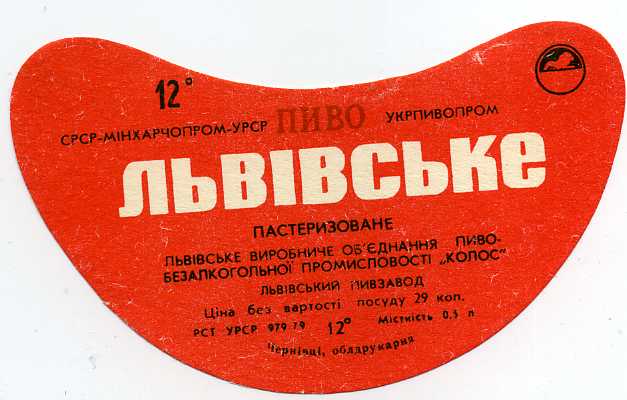 12°
СРСР-МІНХАРЧОПРОМ-УРСР ПИВО УКРПИВОПРОМ
ЛЬВІВСЬКЕ
ПАСТЕРИЗОВАНЕ
ЛЬВІВСЬКЕ ВИРОБНИЧЕ ОБ'ЄДНАННЯ ПИВО-
БЕЗАЛКОГОЛЬНОЇ ПРОМИСЛОВОСТІ „КОЛОС"
ЛЬВІВСЬКИЙ ПИВЗАВОД
Ціна без вартості посуду 29 коп.
РСТ УРСР 979 79 12° Місткість 0,5 л
Чернівці, облдрукарня